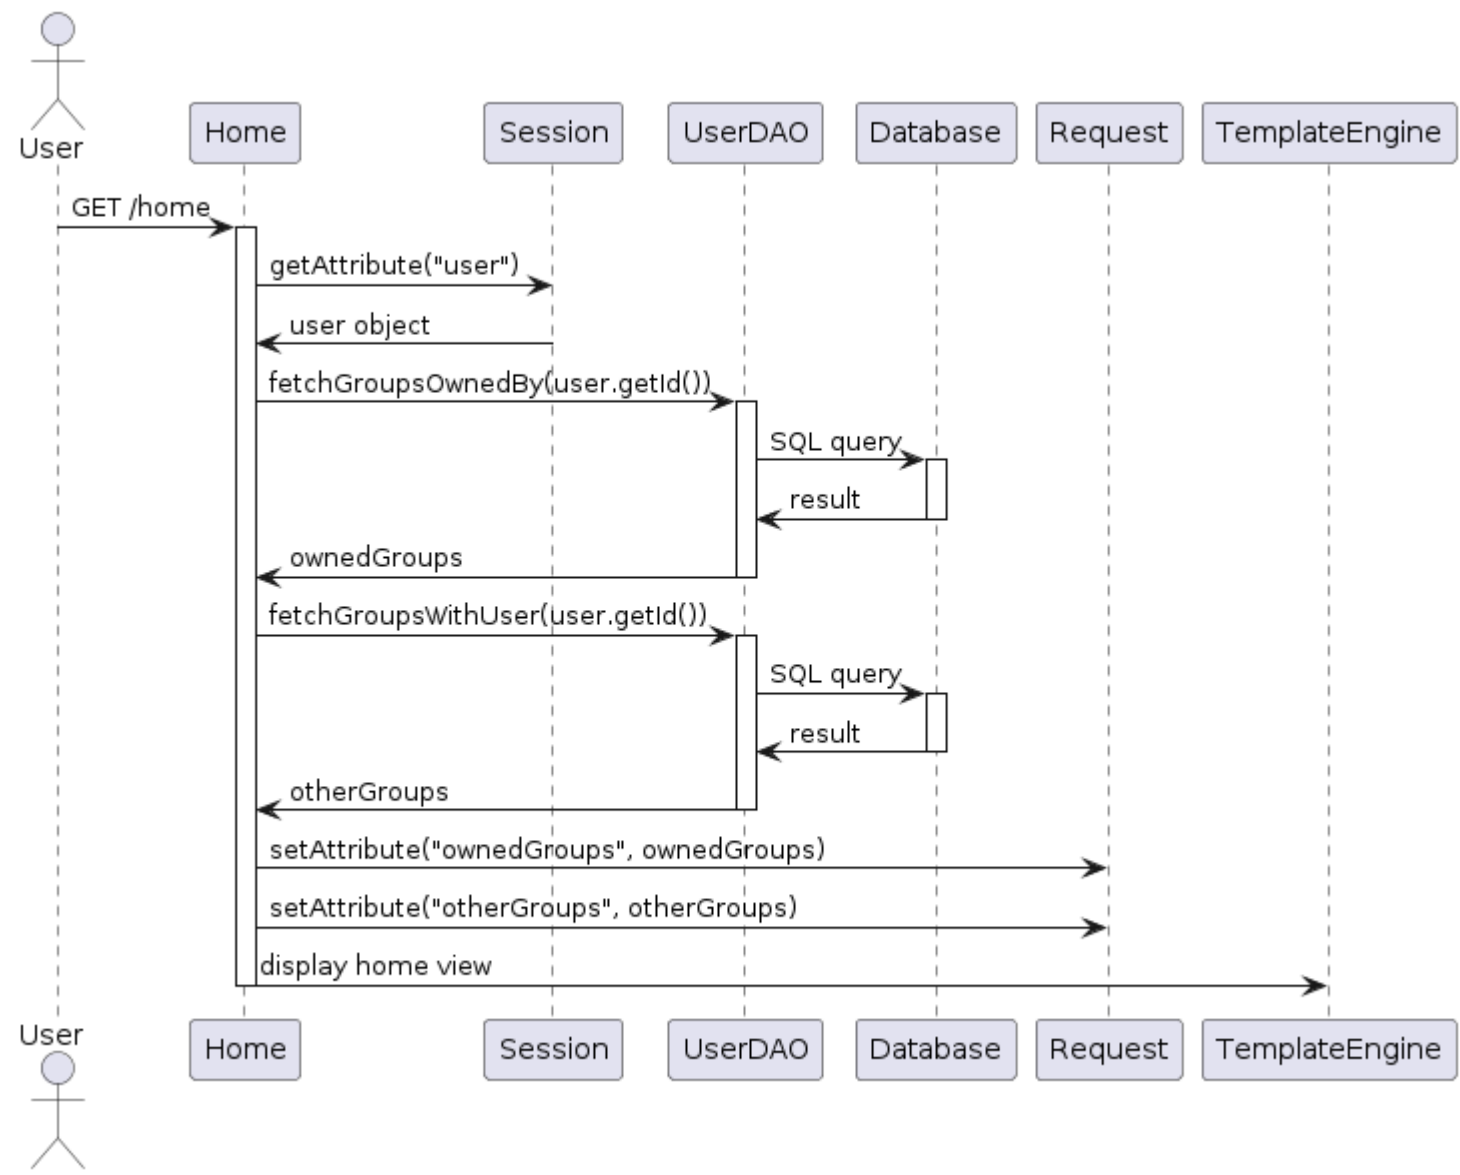 User
Home
Session
UserDAO
Database
Request
TemplateEngine
GET /home
getAttribute("user")
user object
fetchGroupsOwnedBy(user.getId())
SQL query
result
ownedGroups
fetchGroupsWithUser(user.getId())
SQL query
result
otherGroups
setAttribute("ownedGroups", ownedGroups)
setAttribute("otherGroups", otherGroups)
display home view
User
Home
Session
UserDAO
Database
Request
TemplateEngine